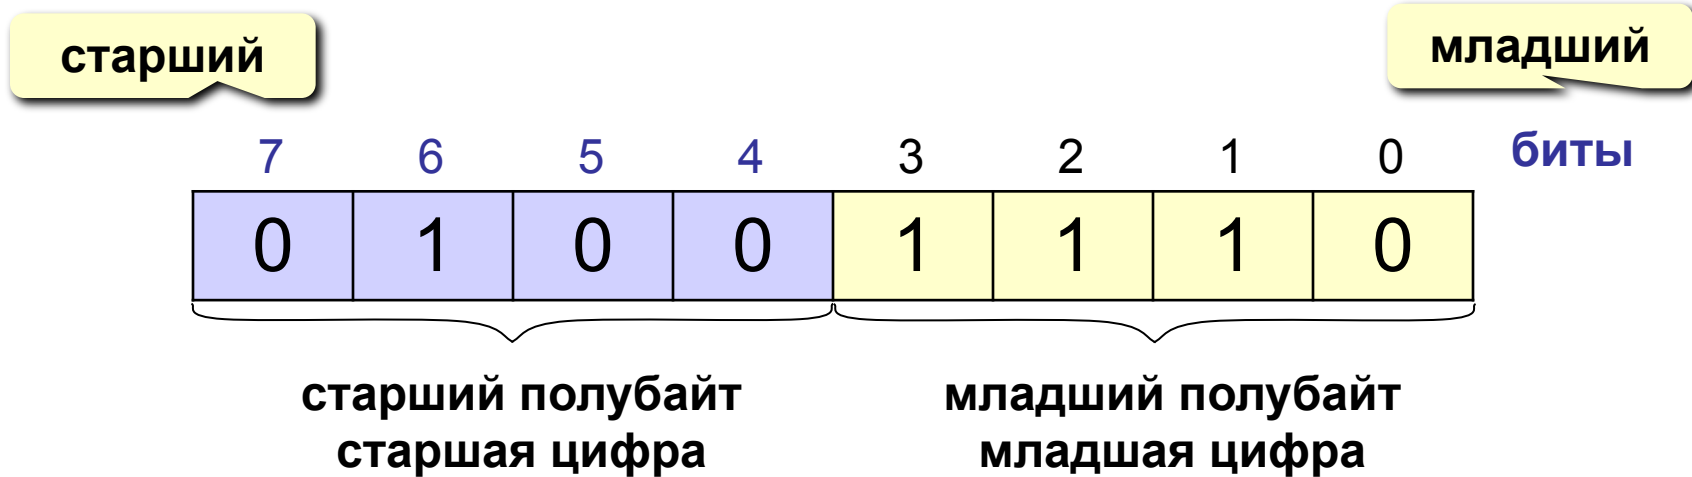 старший
младший
7 6 5 4 3 2 1 0 биты
0 1 0 0 1 1 1 0
старший полубайт
старшая цифра
младший полубайт
младшая цифра